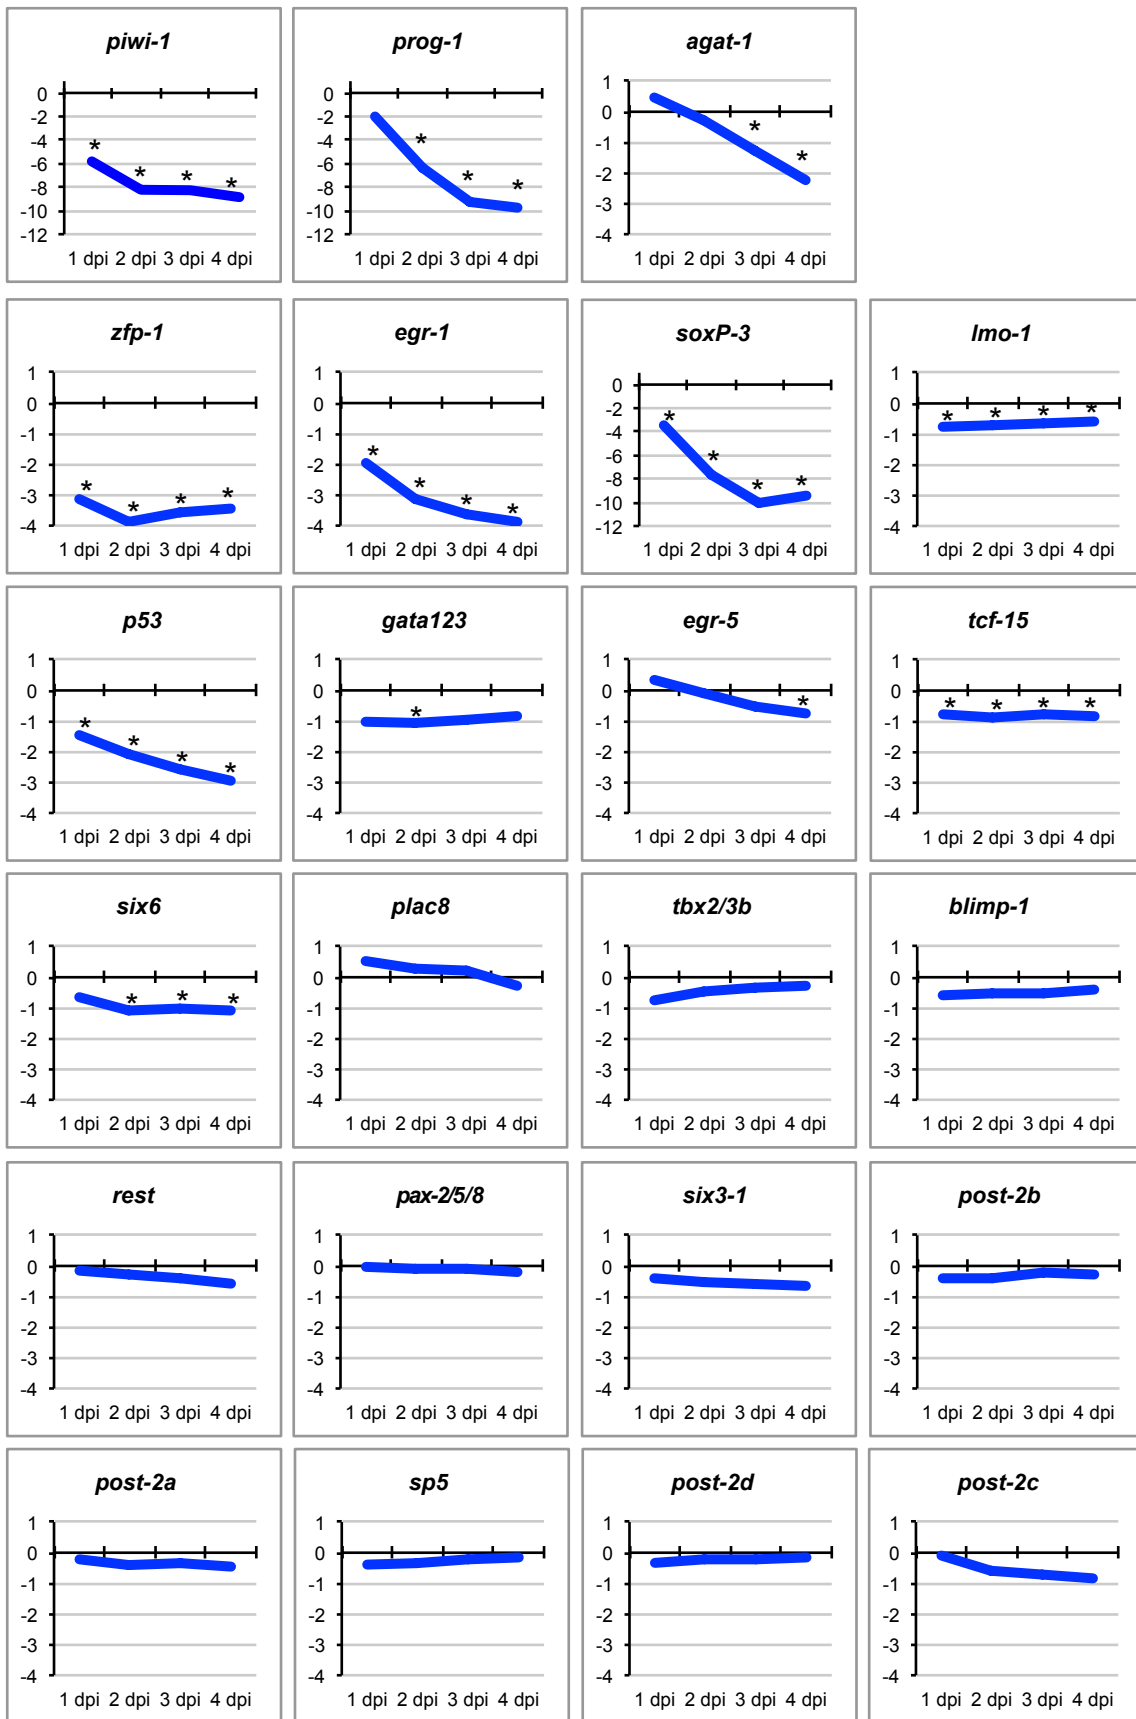 piwi-1 prog-1 agat-1
0 0 1
-2 -2 0
-4 * -4 * -1 *
-6 * * * -6 * * -2 *
-8 -8 -3
-10 -10 -4
-12 -12
1 dpi 2 dpi 3 dpi 4 dpi 1 dpi 2 dpi 3 dpi 4 dpi 1 dpi 2 dpi 3 dpi 4 dpi
zfp-1 egr-1 soxP-3 lmo-1
1 1 0 1
0 0 -2 0
-1 -1 * -4 * -1 * * * *
-2 -2 * -6 * -2
-3 * * * * -3 * * -8 * * -3
-4 -4 -10 -4
-12
1 dpi 2 dpi 3 dpi 4 dpi 1 dpi 2 dpi 3 dpi 4 dpi 1 dpi 2 dpi 3 dpi 4 dpi 1 dpi 2 dpi 3 dpi 4 dpi
p53 gata123 egr-5 tcf-15
1 1 1 1
0 0 0 0
-1 * -1 * -1 * -1 * * * *
-2 * * -2 -2 -2
-3 * -3 -3 -3
-4 -4 -4 -4
1 dpi 2 dpi 3 dpi 4 dpi 1 dpi 2 dpi 3 dpi 4 dpi 1 dpi 2 dpi 3 dpi 4 dpi 1 dpi 2 dpi 3 dpi 4 dpi
six6 plac8 tbx2/3b blimp-1
1 1 1 1
0 0 0 0
-1 * * * -1 -1 -1
-2 -2 -2 -2
-3 -3 -3 -3
-4 -4 -4 -4
1 dpi 2 dpi 3 dpi 4 dpi 1 dpi 2 dpi 3 dpi 4 dpi 1 dpi 2 dpi 3 dpi 4 dpi 1 dpi 2 dpi 3 dpi 4 dpi
rest pax-2/5/8 six3-1 post-2b
1 1 1 1
0 0 0 0
-1 -1 -1 -1
-2 -2 -2 -2
-3 -3 -3 -3
-4 -4 -4 -4
1 dpi 2 dpi 3 dpi 4 dpi 1 dpi 2 dpi 3 dpi 4 dpi 1 dpi 2 dpi 3 dpi 4 dpi 1 dpi 2 dpi 3 dpi 4 dpi
post-2a sp5 post-2d post-2c
1 1 1 1
0 0 0 0
-1 -1 -1 -1
-2 -2 -2 -2
-3 -3 -3 -3
-4 -4 -4 -4
1 dpi 2 dpi 3 dpi 4 dpi 1 dpi 2 dpi 3 dpi 4 dpi 1 dpi 2 dpi 3 dpi 4 dpi 1 dpi 2 dpi 3 dpi 4 dpi